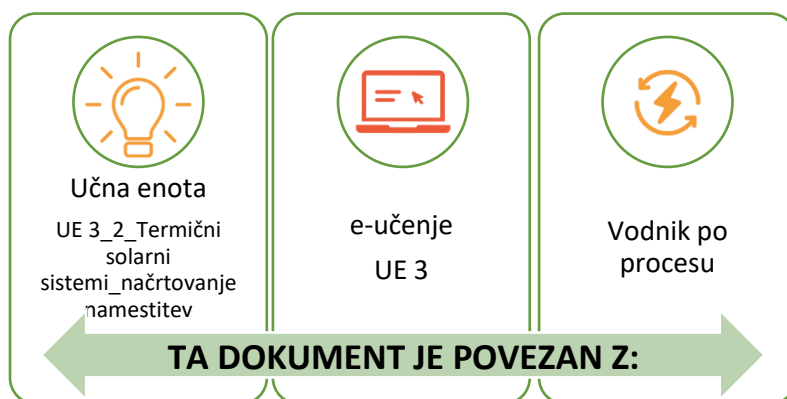 Učna enota
UE 3_2_Termični
solarni
sistemi_načrtovanje
namestitev
e-učenje
UE 3
Vodnik po
procesu
TA DOKUMENT JE POVEZAN Z: